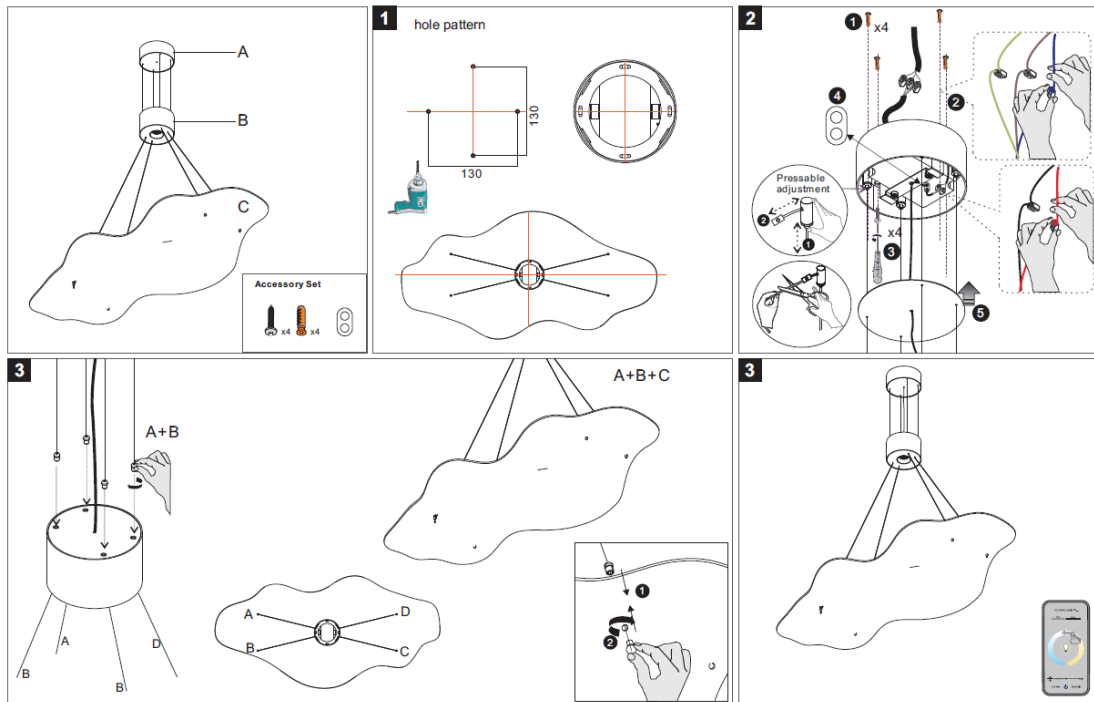 A
B
C
Accessory Set
x4
x4
1
hole pattern
130
130
2
1
x4
2
4
Pressable
adjustment
2
1
x4
3
5
3
A+B
A
B
B
D
A
B
D
C
A+B+C
1
2
3